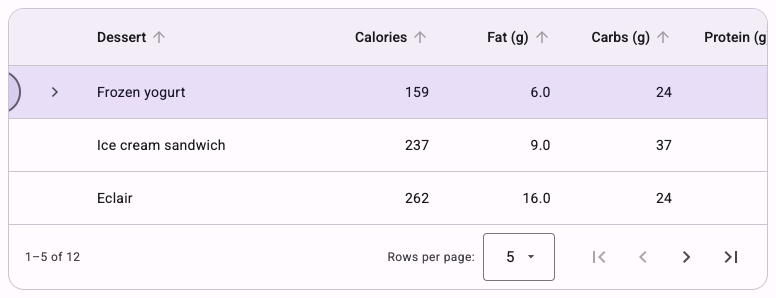 Dessert Calories Fat (g) Carbs (g) Protein (g
Frozen yogurt 159 6.0 24
Ice cream sandwich 237 9.0 37
Eclair 262 16.0 24
1–5 of 12 Rows per page: 5